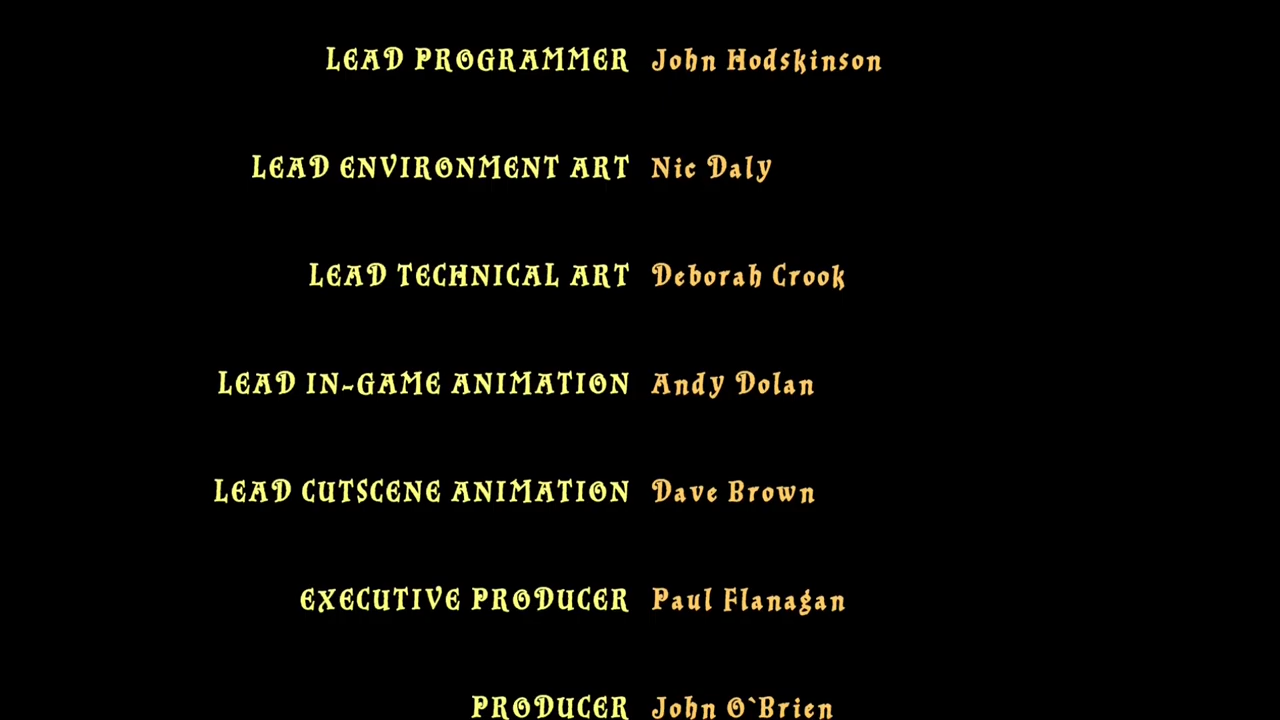 LEAD PROGRAMMER John Hodskinson
LEAD ENVIRONMENT ART Nic Daly
LEAD TECHNICAL ART Deborah Crook
LEAD IN-GAME ANIMATION Andy Dolan
LEAD CUTSCENE ANIMATION Dave Brown
EXECUTIVE PRODUCER Paul Flanagan
PRODUCER John O`Brien